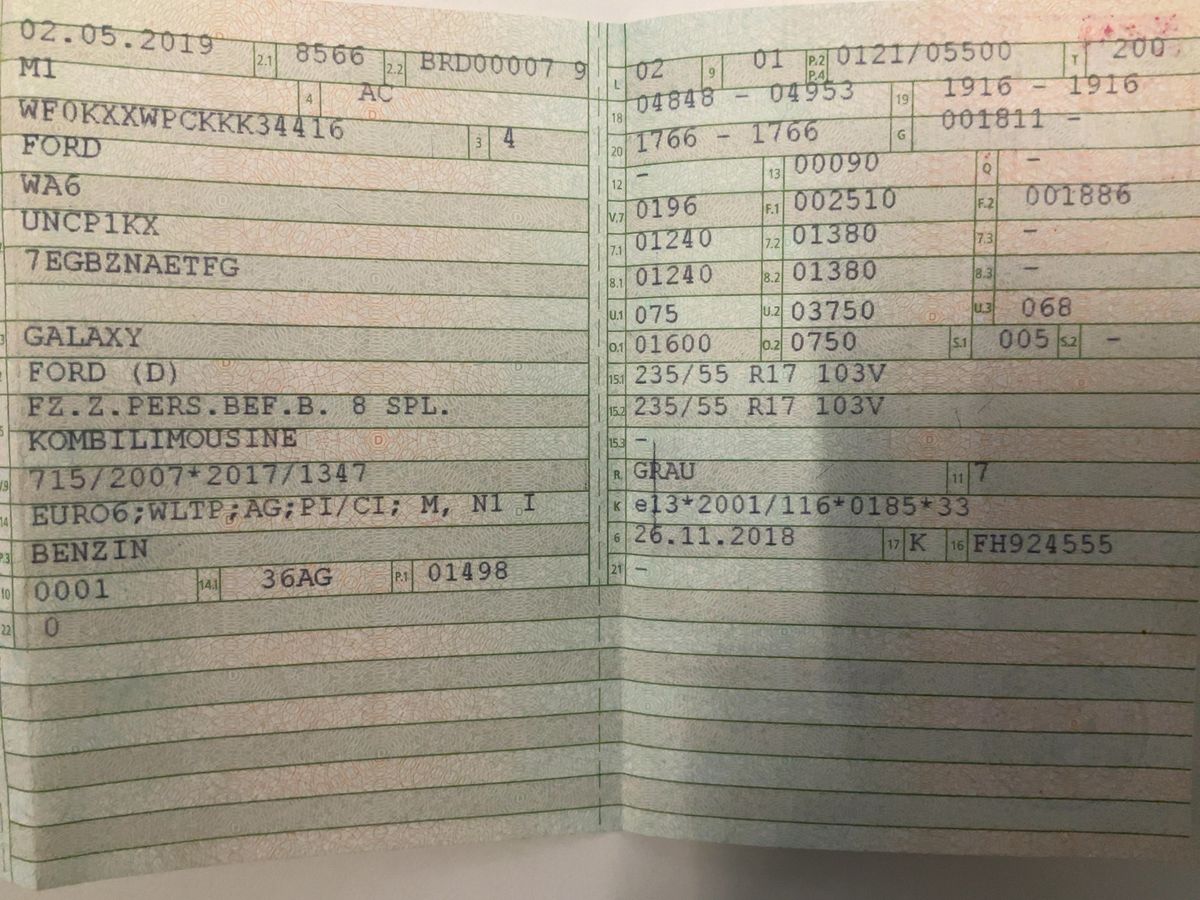 02.05.2019 2.1 8566 2.2 BRD00007 9
M1 4 AC
WF0KXXWPCKKK34416 3 4
FORD
WA6
UNCP1KX
7EGBZNAETFG
GALAXY
FORD (D)
FZ.Z.PERS.BEF.B. 8 SPL.
KOMBILIMOUSINE
715/2007*2017/1347
14 EURO6;WLTP;AG;PI/CI; M, N1 I
P.3 BENZIN
10 0001 14.1 36AG P.1 01498
22 0
L 02 9 01 P.2 P.4 0121/05500 T 200
18 04848 - 04953 19 1916 - 1916
20 1766 - 1766 G 001811 -
12 - 13 00090 Q -
V.7 0196 F.1 002510 F.2 001886
7.1 01240 7.2 01380 7.3 -
8.1 01240 8.2 01380 8.3 -
U.1 075 U.2 03750 U.3 068
O.1 01600 O.2 0750 S.1 005 S.2 -
15.1 235/55 R17 103V
15.2 235/55 R17 103V
15.3 -
R GRAU 11 7
K e13*2001/116*0185*33
6 26.11.2018 17 K 16 FH924555
21 -